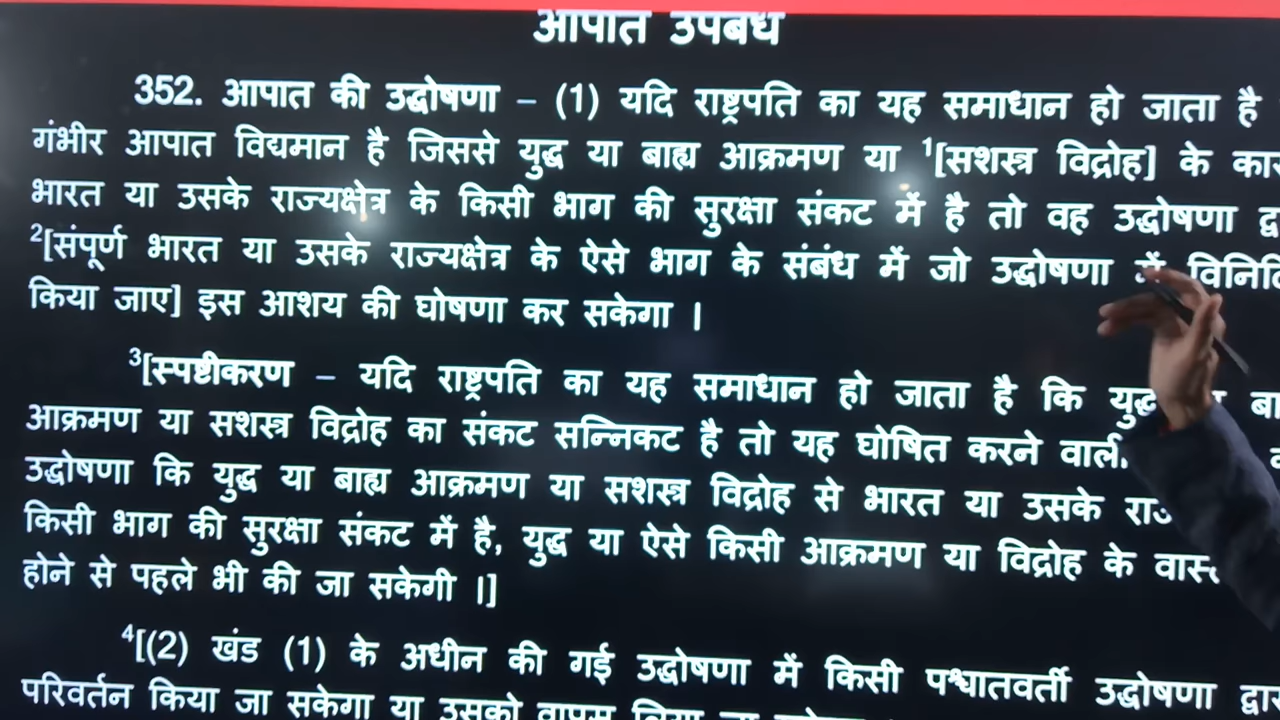 आपात उपबंध
352. आपात की उद्घोषणा – (1) यदि राष्ट्रपति का यह समाधान हो जाता है
गंभीर आपात विद्यमान है जिससे युद्ध या बाह्य आक्रमण या ¹[सशस्त्र विद्रोह] के
भारत या उसके राज्यक्षेत्र के किसी भाग की सुरक्षा संकट में है तो वह उद्घोषणा
²[संपूर्ण भारत या उसके राज्यक्षेत्र के ऐसे भाग के संबंध में जो उद्घोषणा में
किया जाए] इस आशय की घोषणा कर सकेगा ।
³[स्पष्टीकरण – यदि राष्ट्रपति का यह समाधान हो जाता है कि युद्ध
आक्रमण या सशस्त्र विद्रोह का संकट सन्निकट है तो यह घोषित करने
उद्घोषणा कि युद्ध या बाह्य आक्रमण या सशस्त्र विद्रोह से भारत या उसके
किसी भाग की सुरक्षा संकट में है, युद्ध या ऐसे किसी आक्रमण या विद्रोह के
होने से पहले भी की जा सकेगी ।]
⁴[(2) खंड (1) के अधीन की गई उद्घोषणा में किसी पश्चातवर्ती उद्घोषणा
परिवर्तन किया जा सकेगा या उसको वापस लिया